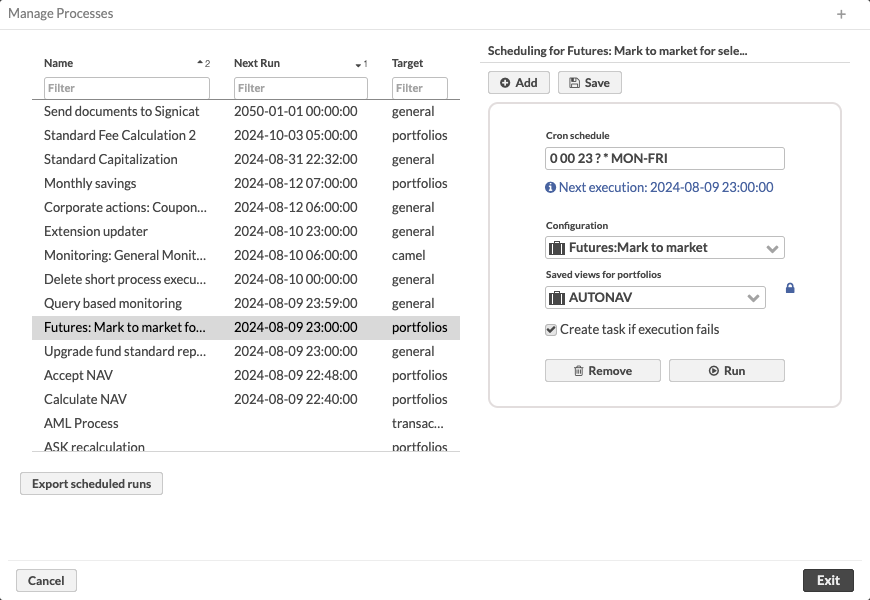 Manage Processes
Name 2 Next Run 1 Target
Filter Filter Filter
Send documents to Signicat 2050-01-01 00:00:00 general
Standard Fee Calculation 2 2024-10-03 05:00:00 portfolios
Standard Capitalization 2024-08-31 22:32:00 general
Monthly savings 2024-08-12 07:00:00 portfolios
Corporate actions: Coupon... 2024-08-12 06:00:00 general
Extension updater 2024-08-10 23:00:00 general
Monitoring: General Monit... 2024-08-10 06:00:00 camel
Delete short process execu... 2024-08-10 00:00:00 general
Query based monitoring 2024-08-09 23:59:00 general
Futures: Mark to market fo... 2024-08-09 23:00:00 portfolios
Upgrade fund standard rep... 2024-08-09 23:00:00 general
Accept NAV 2024-08-09 22:48:00 portfolios
Calculate NAV 2024-08-09 22:40:00 portfolios
AML Process transac...
ASK recalculation portfolios
Export scheduled runs
Scheduling for Futures: Mark to market for sele...
Add Save
Cron schedule
0 00 23 ? * MON-FRI
Next execution: 2024-08-09 23:00:00
Configuration
Futures:Mark to market
Saved views for portfolios
AUTONAV
Create task if execution fails
Remove Run
Cancel Exit